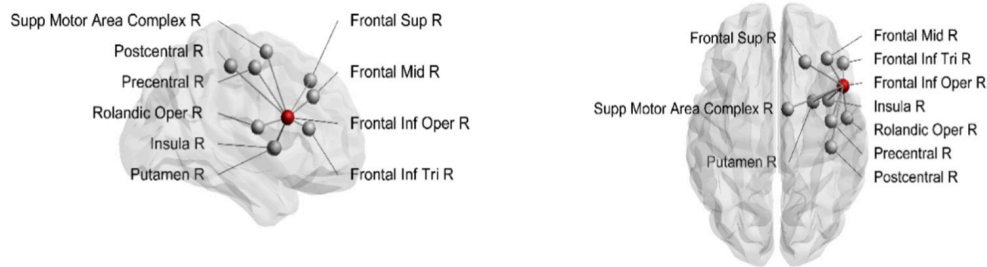 Supp Motor Area Complex R
Postcentral R
Precentral R
Rolandic Oper R
Insula R
Putamen R
Frontal Sup R
Frontal Mid R
Frontal Inf Oper R
Frontal Inf Tri R
Frontal Sup R
Supp Motor Area Complex R
Putamen R
Frontal Mid R
Frontal Inf Tri R
Frontal Inf Oper R
Insula R
Rolandic Oper R
Precentral R
Postcentral R